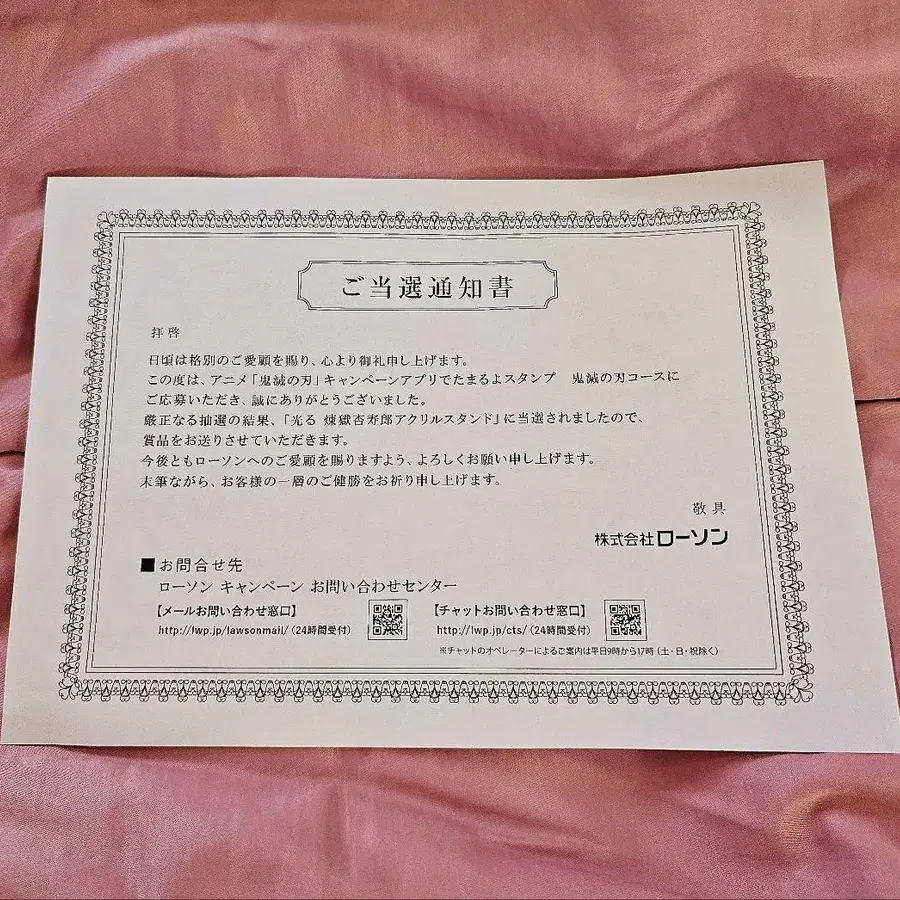 ご当選通知書
拝啓
日頃は格別のご愛顧を賜り、心より御礼申し上げます。
この度は、アニメ「鬼滅の刃」キャンペーンアプリでたまるよスタンプ　鬼滅の刃コースに
ご応募いただき、誠にありがとうございました。
厳正なる抽選の結果、「光る 煉獄杏寿郎アクリルスタンド」に当選されましたので、
賞品をお送りさせていただきます。
今後ともローソンへのご愛顧を賜りますよう、よろしくお願い申し上げます。
末筆ながら、お客様の一層のご健勝をお祈り申し上げます。
敬具
株式会社ローソン
■お問合せ先
ローソン キャンペーン お問い合わせセンター
【メールお問い合わせ窓口】
http://lwp.jp/lawsonmail/（24時間受付）
【チャットお問い合わせ窓口】
http://lwp.jp/cts/（24時間受付）
※チャットのオペレーターによるご案内は平日9時から17時（土・日・祝除く）